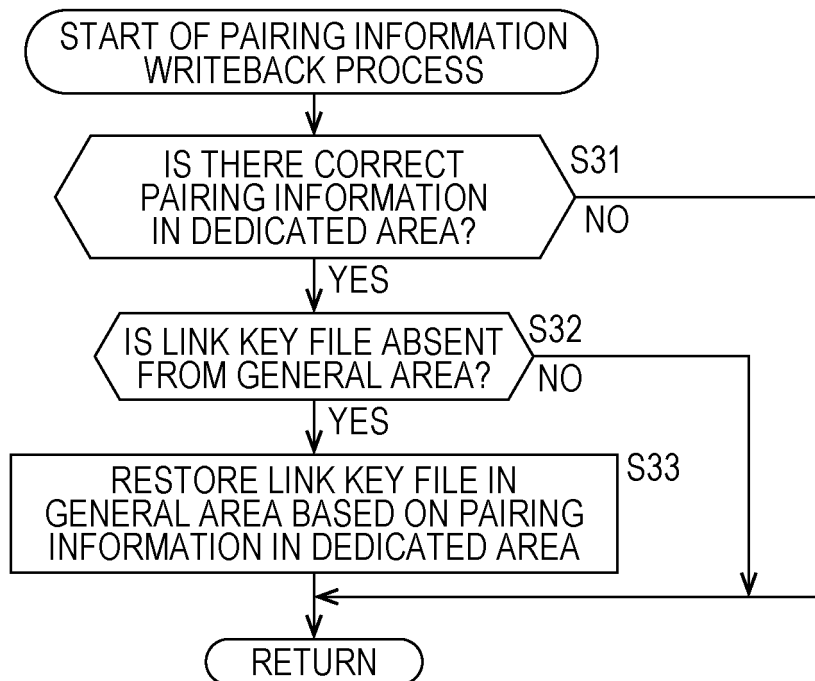 START OF PAIRING INFORMATION
WRITEBACK PROCESS
IS THERE CORRECT
PAIRING INFORMATION
IN DEDICATED AREA?
S31
NO
YES
IS LINK KEY FILE ABSENT
FROM GENERAL AREA?
S32
NO
YES
RESTORE LINK KEY FILE IN
GENERAL AREA BASED ON PAIRING
INFORMATION IN DEDICATED AREA
S33
RETURN